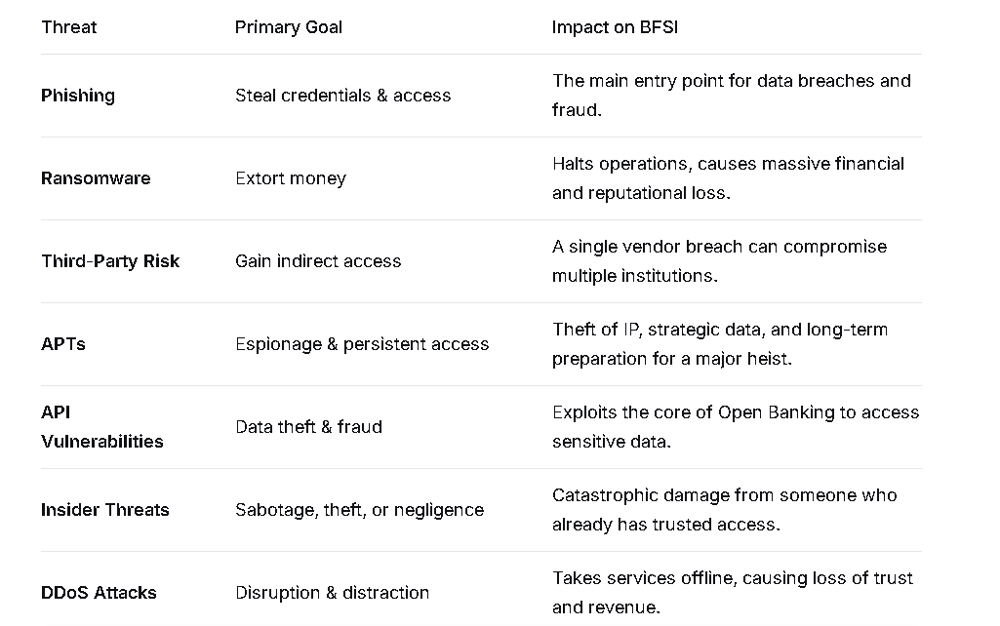 Threat Primary Goal Impact on BFSI
Phishing Steal credentials & access The main entry point for data breaches and
fraud.
Ransomware Extort money Halts operations, causes massive financial
and reputational loss.
Third-Party Risk Gain indirect access A single vendor breach can compromise
multiple institutions.
APTs Espionage & persistent access Theft of IP, strategic data, and long-term
preparation for a major heist.
API
Vulnerabilities Data theft & fraud Exploits the core of Open Banking to access
sensitive data.
Insider Threats Sabotage, theft, or negligence Catastrophic damage from someone who
already has trusted access.
DDoS Attacks Disruption & distraction Takes services offline, causing loss of trust
and revenue.